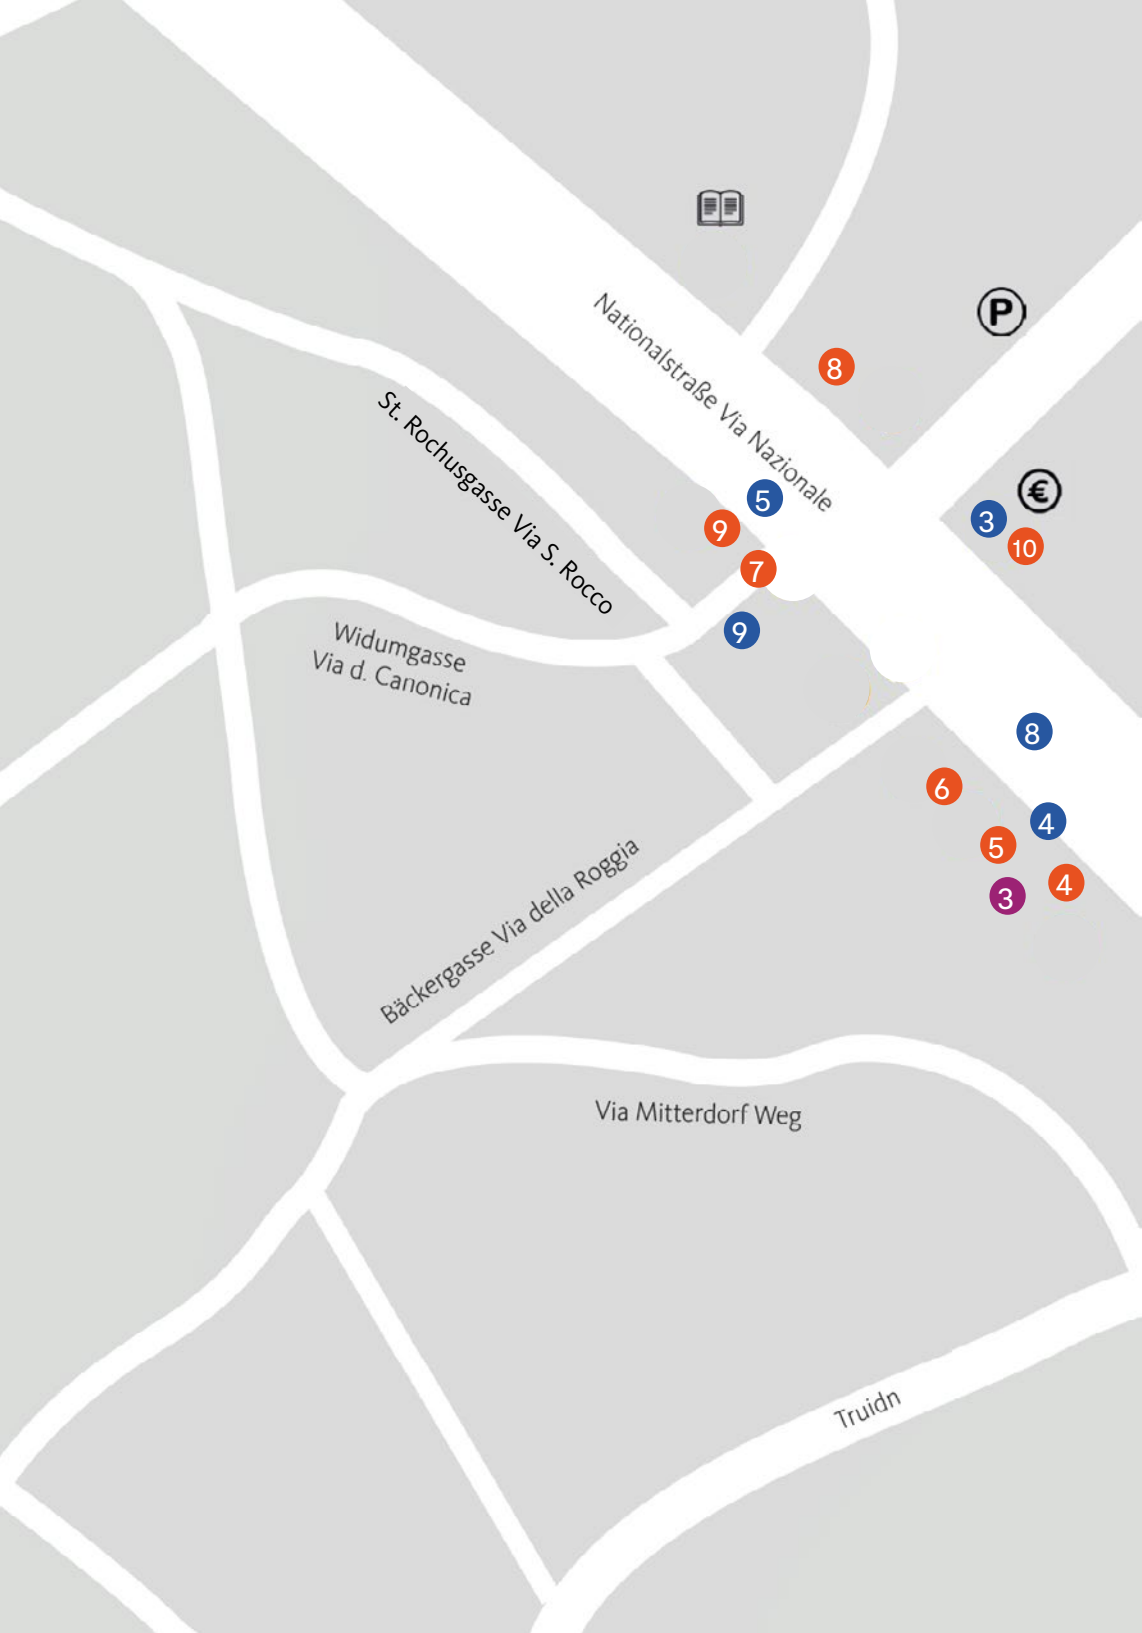 P
Nationalstraße Via Nazionale
8
St. Rochusgasse Via S. Rocco
€
5
3
9
10
7
9
Widumgasse
Via d. Canonica
8
6
4
5
4
3
Bäckergasse Via della Roggia
Via Mitterdorf Weg
Truidn